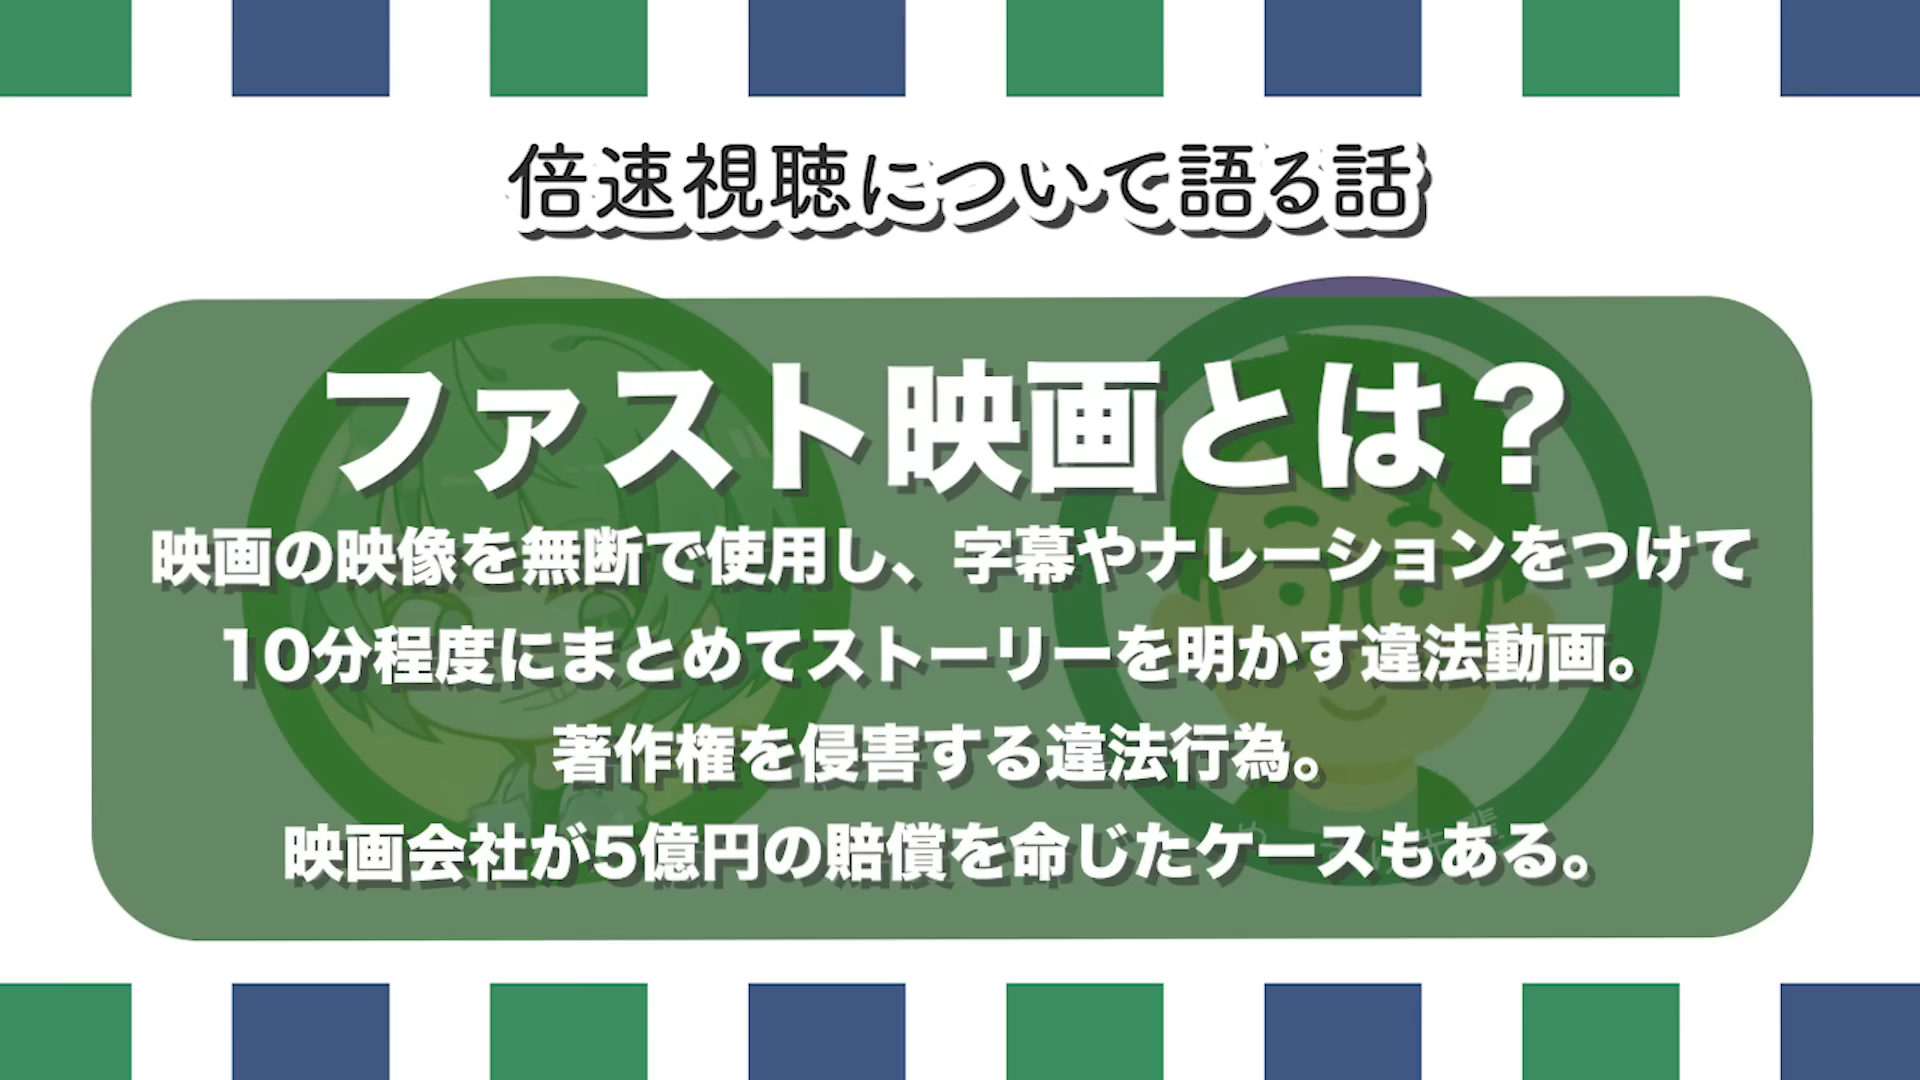 倍速視聴について語る話
ファスト映画とは？
映画の映像を無断で使用し、字幕やナレーションをつけて
10分程度にまとめてストーリーを明かす違法動画。
著作権を侵害する違法行為。
映画会社が5億円の賠償を命じたケースもある。